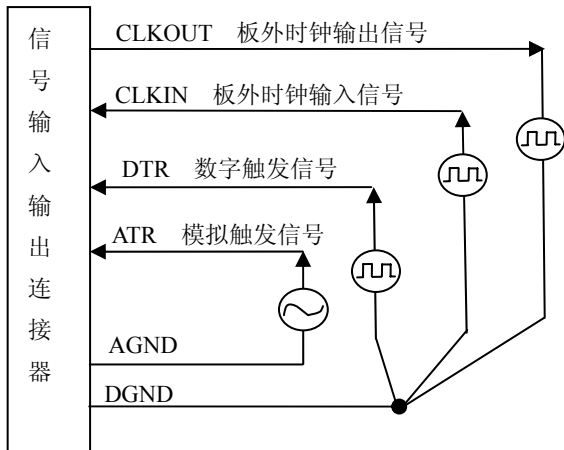 信号输入输出连接器
CLKOUT 板外时钟输出信号
CLKIN 板外时钟输入信号
DTR 数字触发信号
ATR 模拟触发信号
AGND
DGND